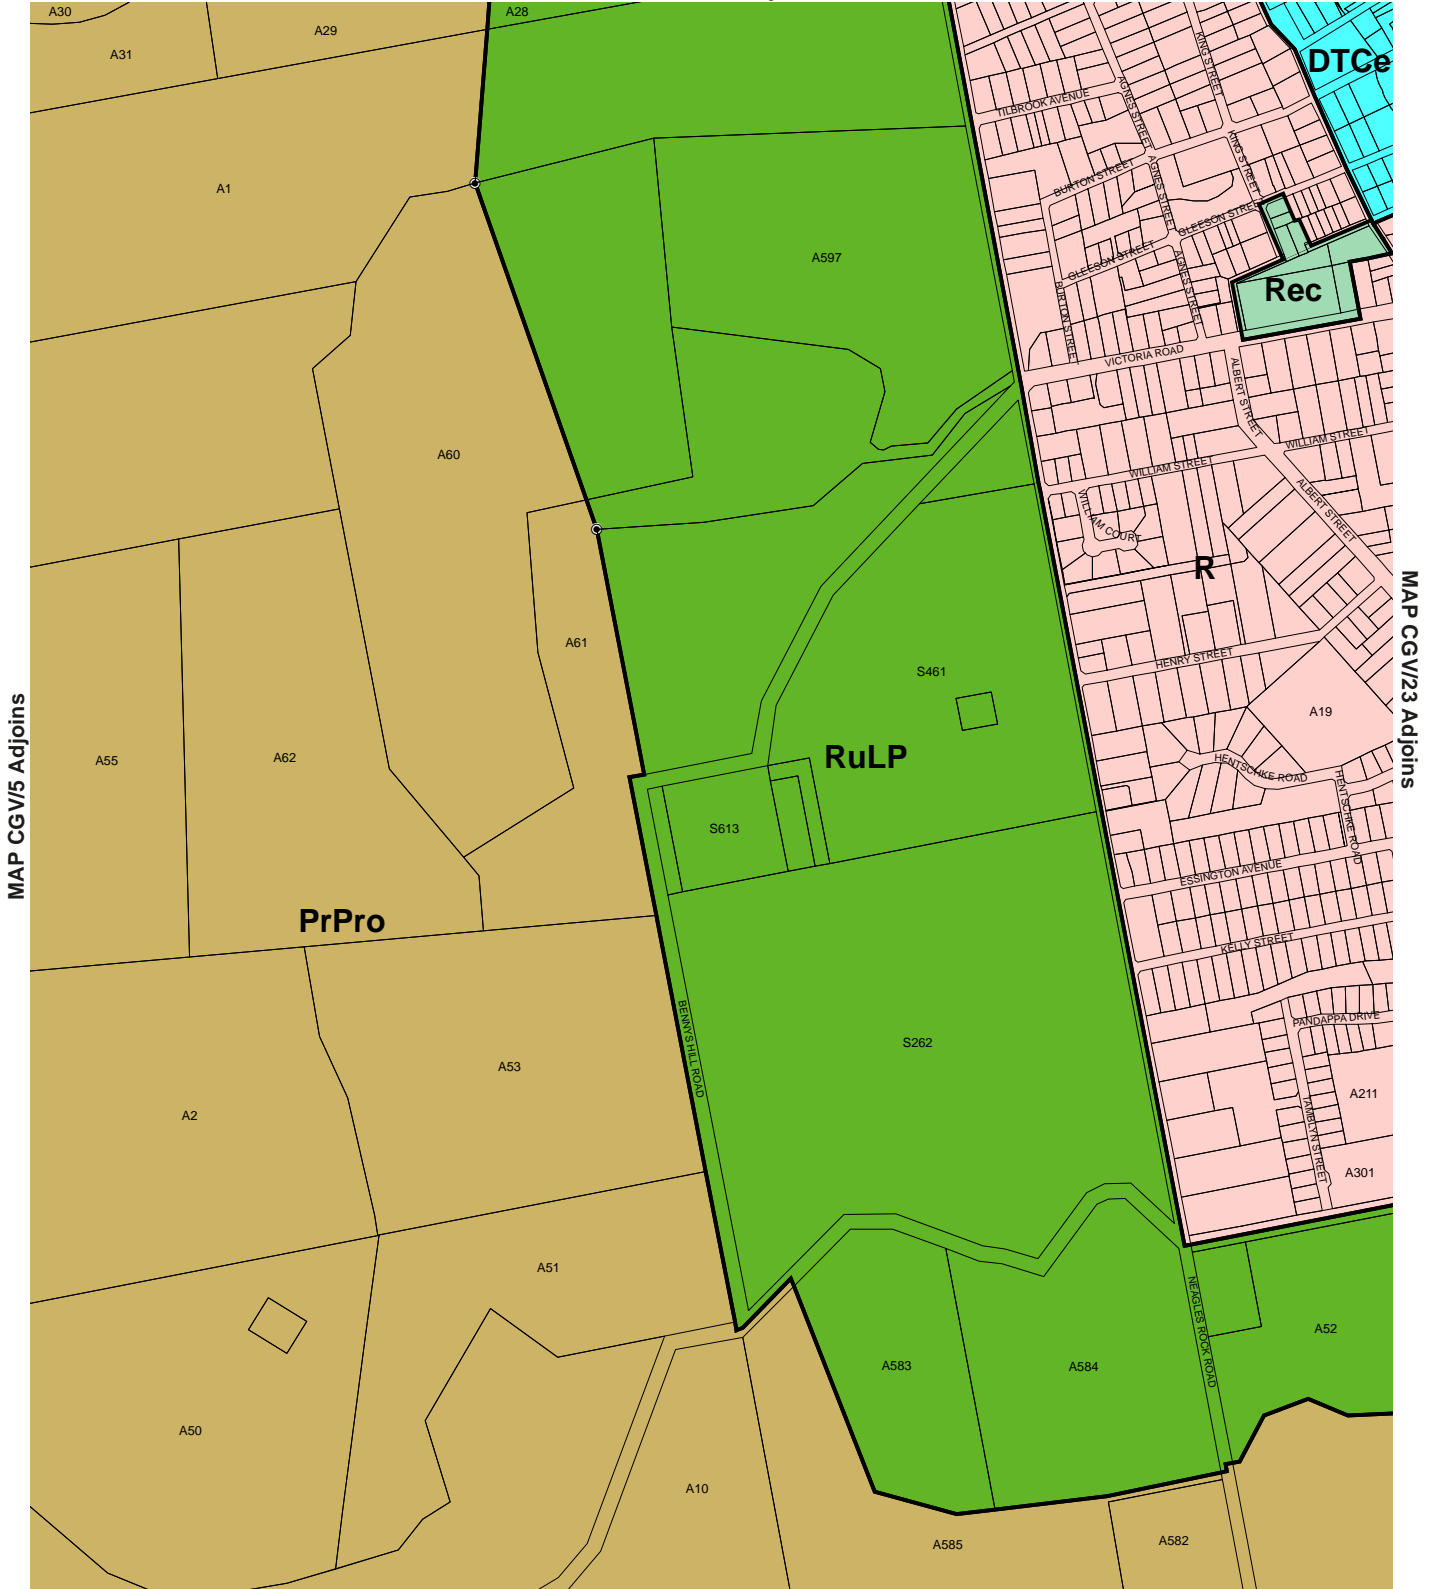 A30
A28
A29
A31
KING STREET
DTCe
AGNES STREET
TILBROOK AVENUE
KING STREET
BURTON STREET
AGNES STREET
A1
GLEESON STREET
GLEESON STREET
A597
AGNES STREET
Rec
BURTON STREET
VICTORIA ROAD
ALBERT STREET
WILLIAM STREET
A60
WILLIAM STREET
ALBERT STREET
WILLIAM COURT
R
MAP CGV/23 Adjoins
A61
HENRY STREET
S461
A19
MAP CGV/5 Adjoins
A55
A62
RuLP
HENTSCHKE ROAD
HENTSCHKE ROAD
S613
ESSINGTON AVENUE
PrPro
KELLY STREET
PANDAPPA DRIVE
BENNYS HILL ROAD
S262
A53
A211
A2
TAMBLYN STREET
A301
A51
NEAGLES ROCK ROAD
A52
A583
A584
A50
A10
A585
A582